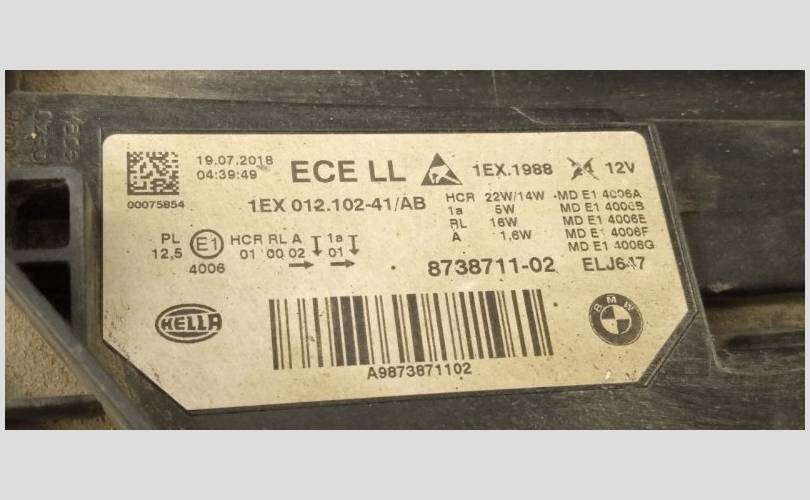 19.07.2018
04:39:49
00075854
ECE LL
1EX.1988 24 12V
1EX 012.102-41/AB
HCR 22W/14W
1a 5W
RL 16W
A 1,6W
MD E1 4006A
MD E1 4006B
MD E1 4006E
MD E1 4006F
MD E1 4006G
PL
12,5
E1
4006
HCR RL A 1a
01 00 02 01
8738711-02
ELJ647
HELLA
BMW
A9873871102